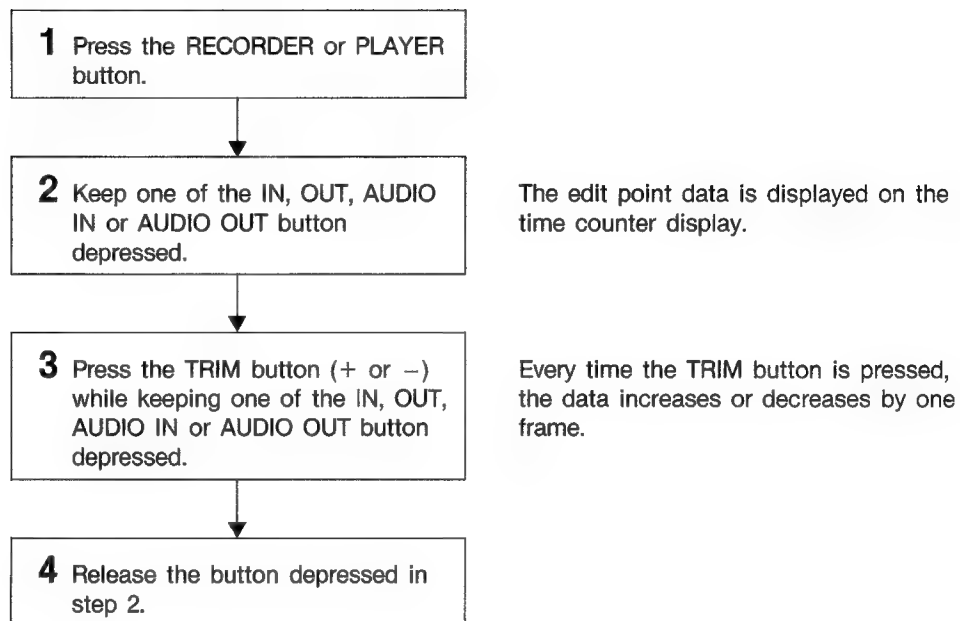 1 Press the RECORDER or PLAYER
button.
2 Keep one of the IN, OUT, AUDIO
IN or AUDIO OUT button
depressed.
The edit point data is displayed on the
time counter display.
3 Press the TRIM button (+ or −)
while keeping one of the IN, OUT,
AUDIO IN or AUDIO OUT button
depressed.
Every time the TRIM button is pressed,
the data increases or decreases by one
frame.
4 Release the button depressed in
step 2.